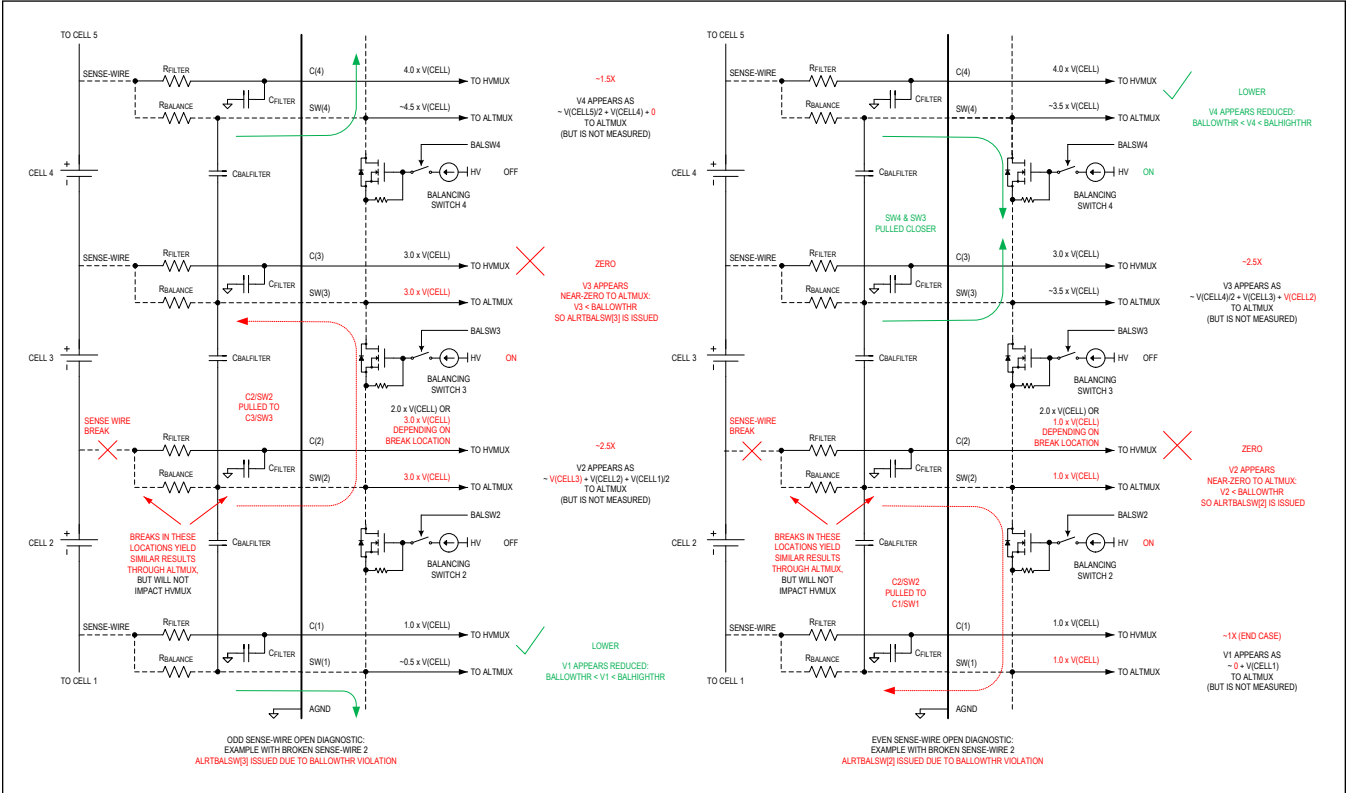 TO CELL 5
SENSE-WIRE
RFILTER
C(4)
4.0 x V(CELL)
TO HVMUX
CFILTER
RBALANCE
SW(4)
~4.5 x V(CELL)
TO ALTMUX
~1.5X
V4 APPEARS AS
~ V(CELL5)/2 + V(CELL4) + 0
TO ALTMUX
(BUT IS NOT MEASURED)
CELL 4
+
-
CBALFILTER
BALSW4
HV
OFF
BALANCING
SWITCH 4
SENSE-WIRE
RFILTER
C(3)
3.0 x V(CELL)
TO HVMUX
CFILTER
RBALANCE
SW(3)
3.0 x V(CELL)
TO ALTMUX
ZERO
V3 APPEARS
NEAR-ZERO TO ALTMUX:
V3 < BALLOWTHR
SO ALRTBALSW[3] IS ISSUED
CELL 3
+
-
CBALFILTER
BALSW3
HV
ON
BALANCING
SWITCH 3
C2/SW2
PULLED TO
C3/SW3
2.0 x V(CELL) OR
3.0 x V(CELL)
DEPENDING ON
BREAK LOCATION
SENSE WIRE
BREAK
RFILTER
C(2)
TO HVMUX
CFILTER
RBALANCE
SW(2)
3.0 x V(CELL)
TO ALTMUX
~2.5X
V2 APPEARS AS
~ V(CELL3) + V(CELL2) + V(CELL1)/2
TO ALTMUX
(BUT IS NOT MEASURED)
BREAKS IN THESE
LOCATIONS YIELD
SIMILAR RESULTS
THROUGH ALTMUX,
BUT WILL NOT
IMPACT HVMUX
CELL 2
+
-
CBALFILTER
BALSW2
HV
OFF
BALANCING
SWITCH 2
SENSE-WIRE
RFILTER
C(1)
1.0 x V(CELL)
TO HVMUX
CFILTER
RBALANCE
SW(1)
~0.5 x V(CELL)
TO ALTMUX
LOWER
V1 APPEARS REDUCED:
BALLOWTHR < V1 < BALHIGHTHR
TO CELL 1
AGND
ODD SENSE-WIRE OPEN DIAGNOSTIC:
EXAMPLE WITH BROKEN SENSE-WIRE 2
ALRTBALSW[3] ISSUED DUE TO BALLOWTHR VIOLATION
TO CELL 5
SENSE-WIRE
RFILTER
C(4)
4.0 x V(CELL)
TO HVMUX
CFILTER
RBALANCE
SW(4)
~3.5 x V(CELL)
TO ALTMUX
LOWER
V4 APPEARS REDUCED:
BALLOWTHR < V4 < BALHIGHTHR
CELL 4
+
-
CBALFILTER
BALSW4
HV
ON
BALANCING
SWITCH 4
SW4 & SW3
PULLED CLOSER
SENSE-WIRE
RFILTER
C(3)
3.0 x V(CELL)
TO HVMUX
CFILTER
RBALANCE
SW(3)
~3.5 x V(CELL)
TO ALTMUX
~2.5X
V3 APPEARS AS
~ V(CELL4)/2 + V(CELL3) + V(CELL2)
TO ALTMUX
(BUT IS NOT MEASURED)
CELL 3
+
-
CBALFILTER
BALSW3
HV
OFF
BALANCING
SWITCH 3
2.0 x V(CELL) OR
1.0 x V(CELL)
DEPENDING ON
BREAK LOCATION
SENSE-WIRE
BREAK
RFILTER
C(2)
TO HVMUX
CFILTER
RBALANCE
SW(2)
1.0 x V(CELL)
TO ALTMUX
ZERO
V2 APPEARS
NEAR-ZERO TO ALTMUX:
V2 < BALLOWTHR
SO ALRTBALSW[2] IS ISSUED
BREAKS IN THESE
LOCATIONS YIELD
SIMILAR RESULTS
THROUGH ALTMUX,
BUT WILL NOT
IMPACT HVMUX
CELL 2
+
-
CBALFILTER
BALSW2
HV
ON
BALANCING
SWITCH 2
C2/SW2
PULLED TO
C1/SW1
SENSE-WIRE
RFILTER
C(1)
1.0 x V(CELL)
TO HVMUX
CFILTER
RBALANCE
SW(1)
1.0 x V(CELL)
TO ALTMUX
~1X (END CASE)
V1 APPEARS AS
~ 0 + V(CELL1)
TO ALTMUX
(BUT IS NOT MEASURED)
TO CELL 1
AGND
EVEN SENSE-WIRE OPEN DIAGNOSTIC:
EXAMPLE WITH BROKEN SENSE-WIRE 2
ALRTBALSW[2] ISSUED DUE TO BALLOWTHR VIOLATION